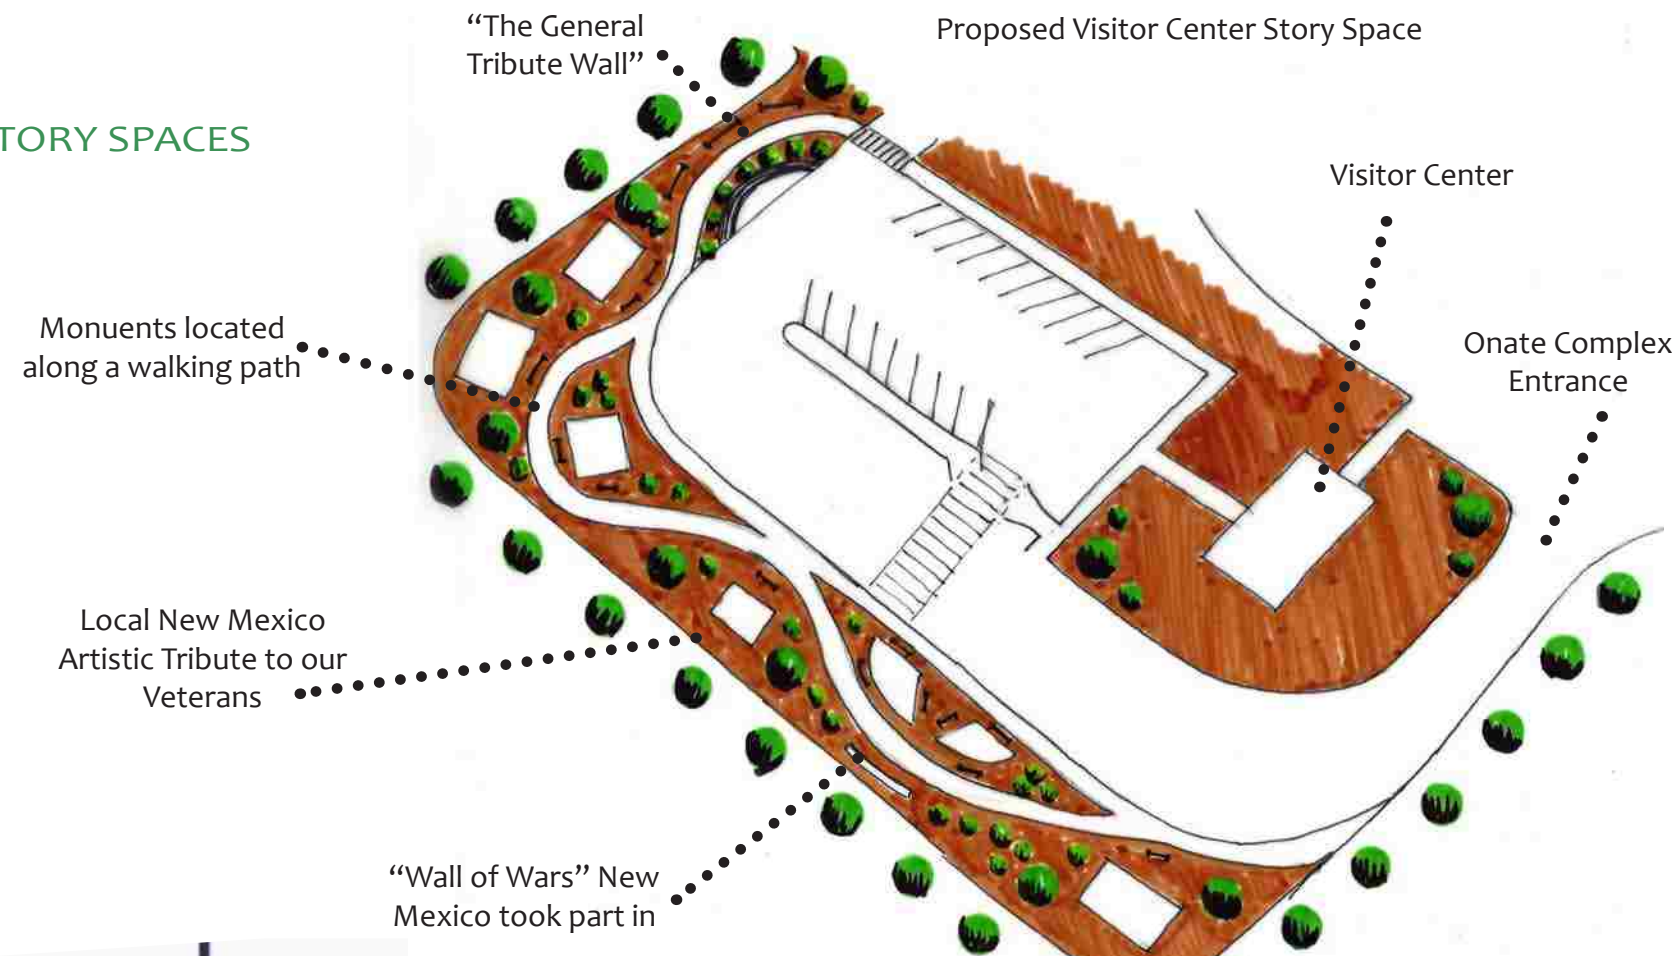 “The General
Tribute Wall”
Proposed Visitor Center Story Space
TORY SPACES
Visitor Center
Monuents located
along a walking path
Onate Complex
Entrance
Local New Mexico
Artistic Tribute to our
Veterans
“Wall of Wars” New
Mexico took part in